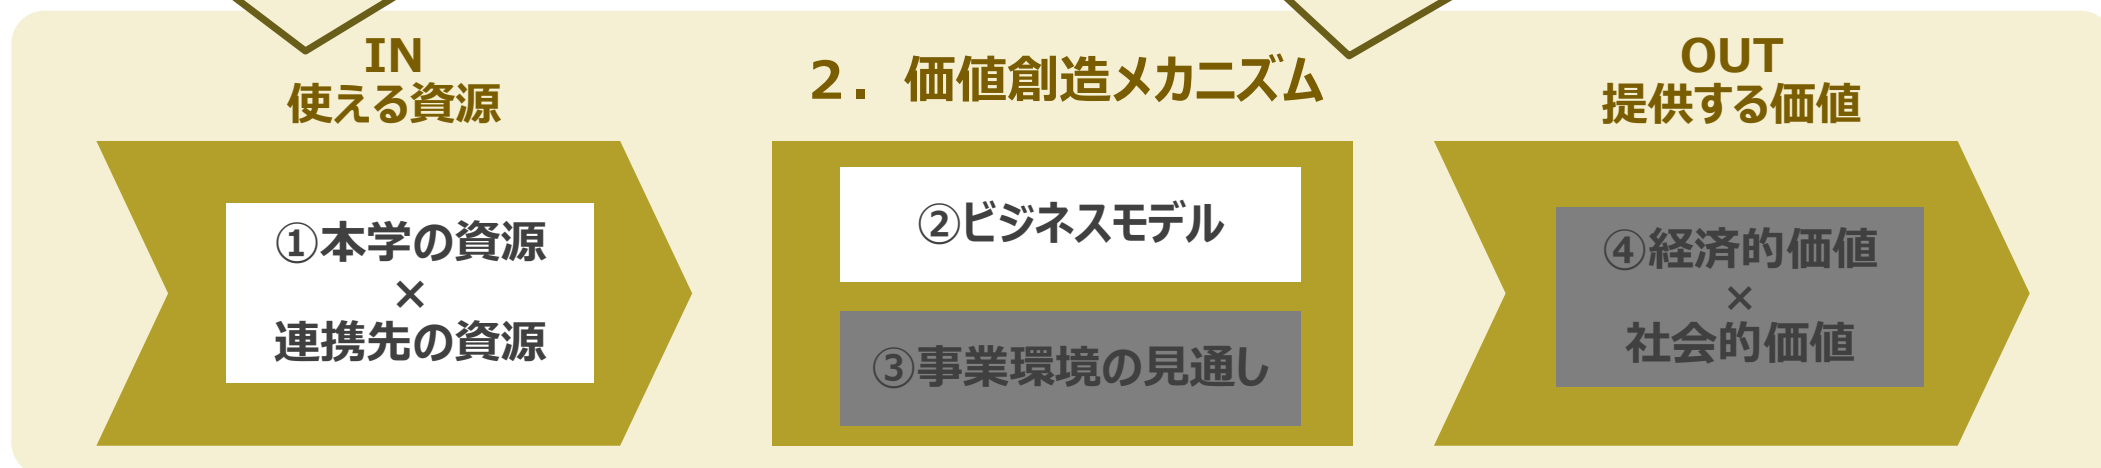 IN
使える資源
①本学の資源
×
連携先の資源
２．価値創造メカニズム
②ビジネスモデル
③事業環境の見通し
OUT
提供する価値
④経済的価値
×
社会的価値